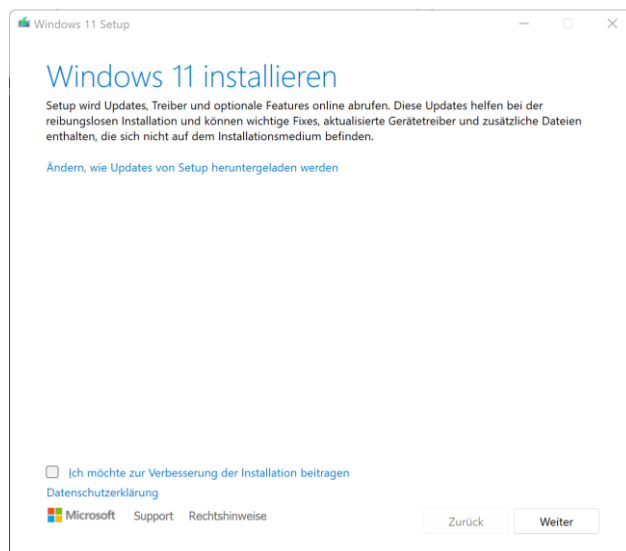 Windows 11 Setup
Windows 11 installieren
Setup wird Updates, Treiber und optionale Features online abrufen. Diese Updates helfen bei der
reibungslosen Installation und können wichtige Fixes, aktualisierte Gerätetreiber und zusätzliche Dateien
enthalten, die sich nicht auf dem Installationsmedium befinden.
Ändern, wie Updates von Setup heruntergeladen werden
Ich möchte zur Verbesserung der Installation beitragen
Datenschutzerklärung
Microsoft Support Rechtshinweise
Zurück Weiter